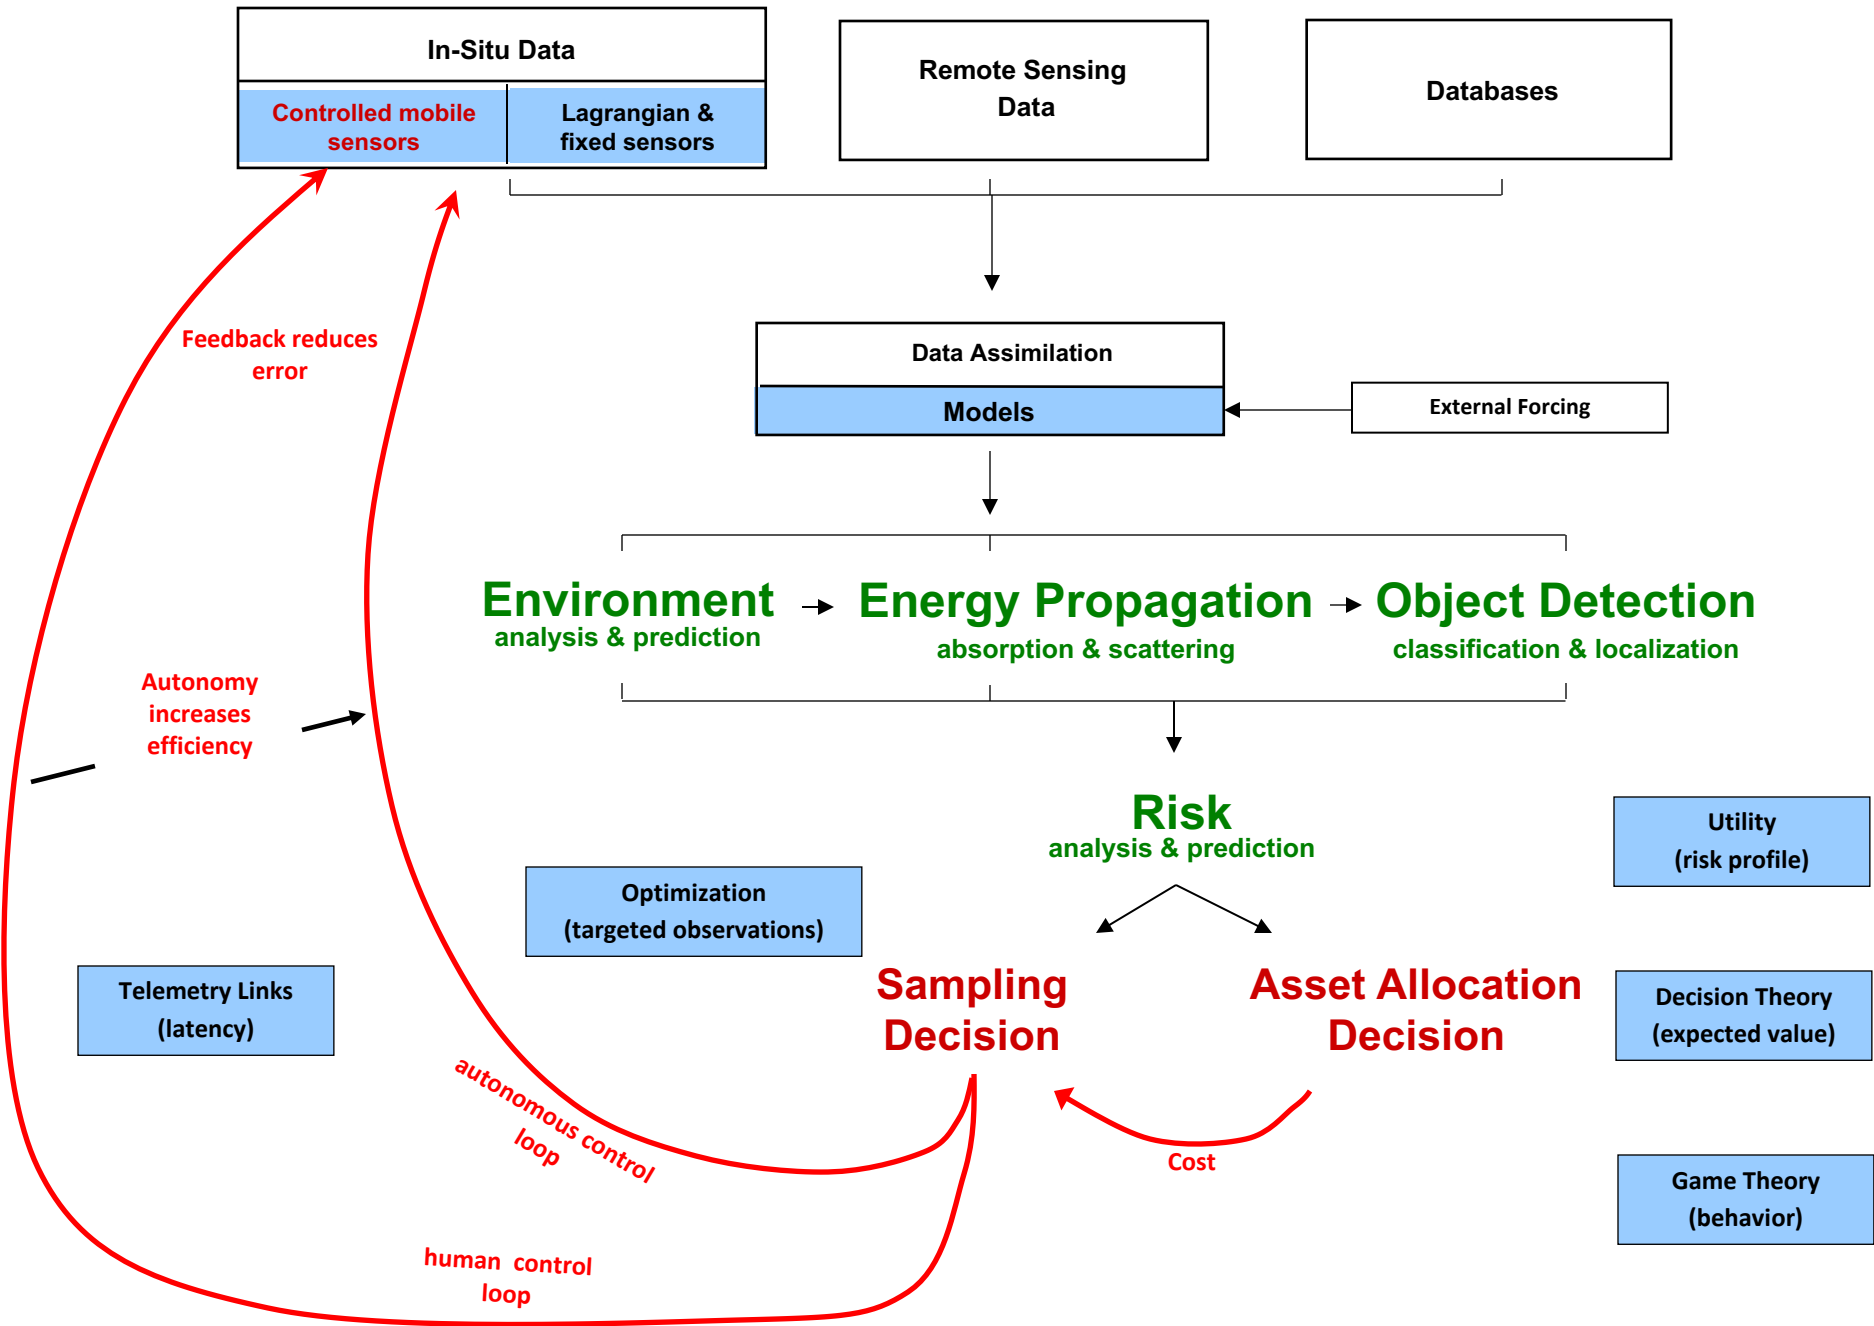 In-Situ Data
Controlled mobile
sensors
Lagrangian &
fixed sensors
Remote Sensing
Data
Databases
Feedback reduces
error
Data Assimilation
Models
External Forcing
Environment
analysis & prediction
Energy Propagation
absorption & scattering
Object Detection
classification & localization
Autonomy
increases
efficiency
Risk
analysis & prediction
Utility
(risk profile)
Optimization
(targeted observations)
Telemetry Links
(latency)
Sampling
Decision
Asset Allocation
Decision
Decision Theory
(expected value)
autonomous control
loop
Cost
Game Theory
(behavior)
human control
loop